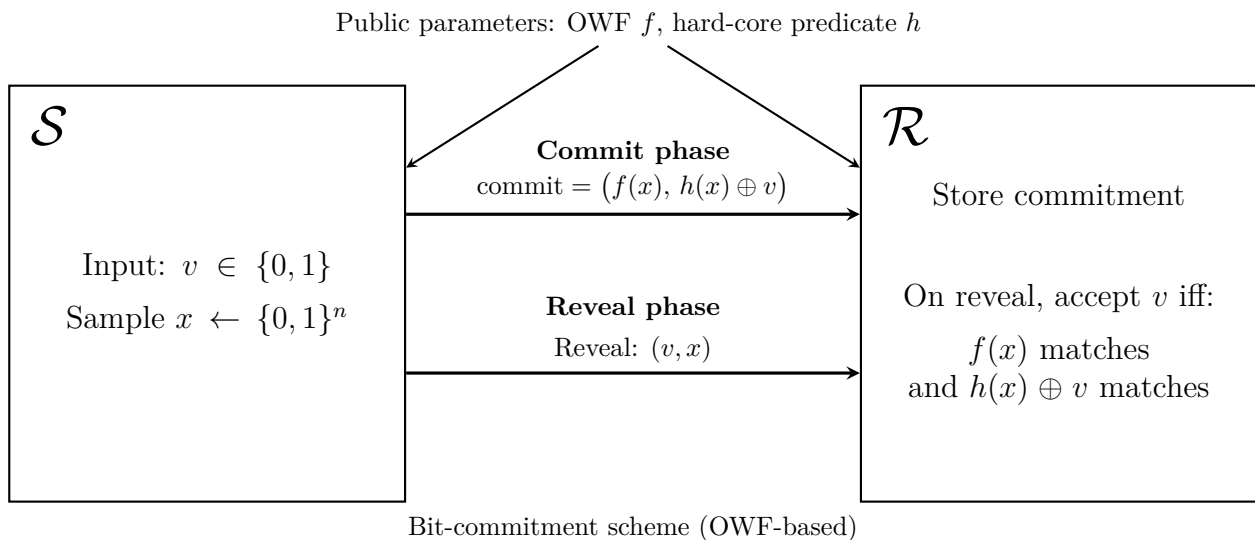 Public parameters: OWF f, hard-core predicate h
𝒮
Input: v ∈ {0, 1}
Sample x ← {0, 1}ⁿ
Commit phase
commit = (f(x), h(x) ⊕ v)
Reveal phase
Reveal: (v, x)
ℛ
Store commitment
On reveal, accept v iff:
f(x) matches
and h(x) ⊕ v matches
Bit-commitment scheme (OWF-based)